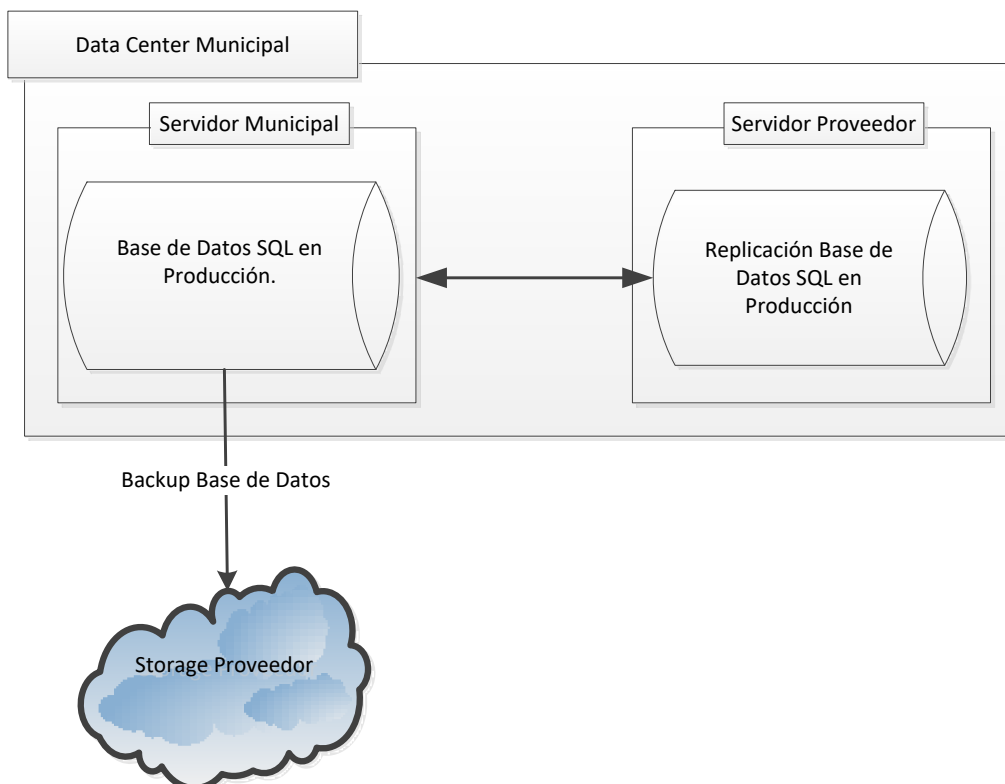 Data Center Municipal
Servidor Municipal
Servidor Proveedor
Base de Datos SQL en
Producción.
Replicación Base de
Datos SQL en
Producción
Backup Base de Datos
Storage Proveedor